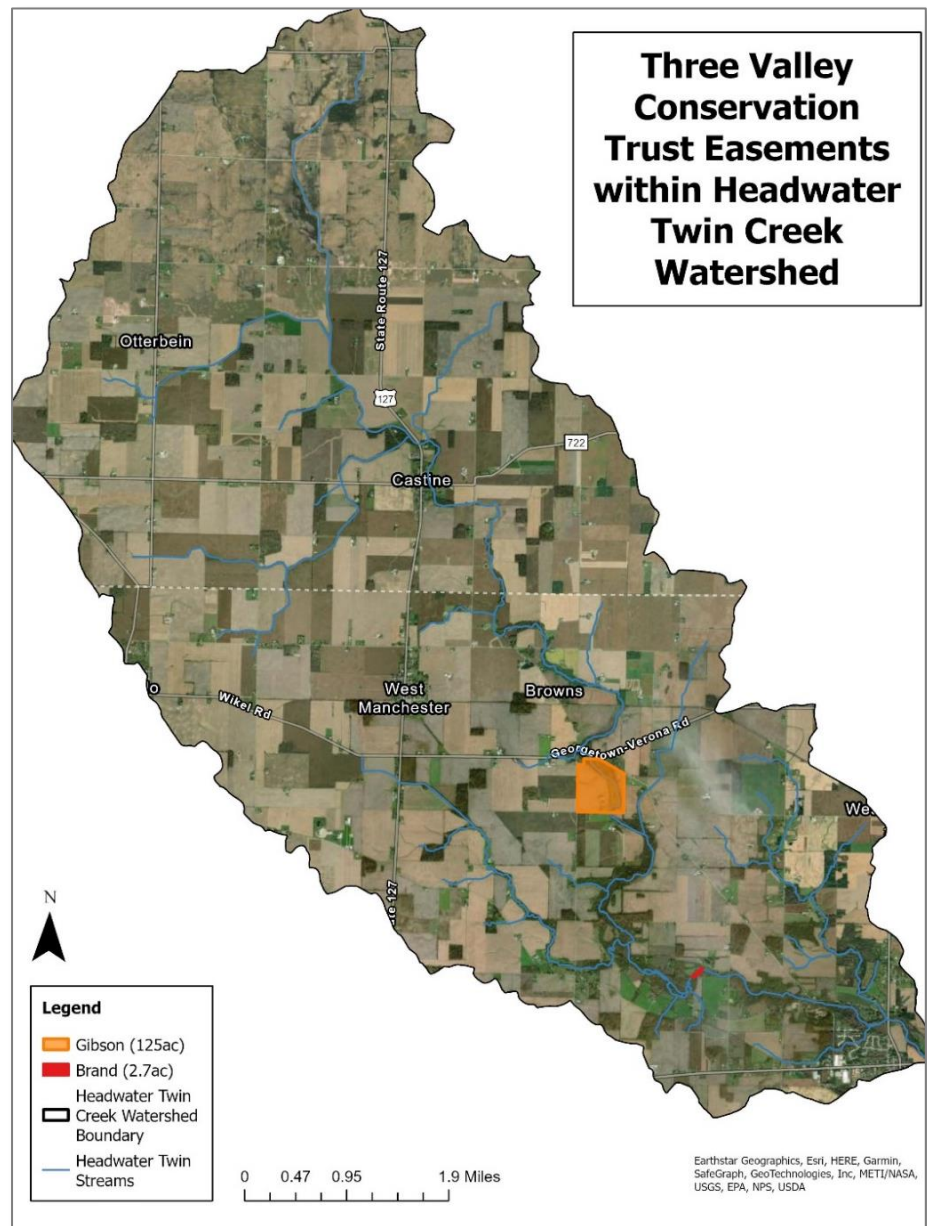 Three Valley
Conservation
Trust Easements
within Headwater
Twin Creek
Watershed
State Route 127
Otterbein
127
722
Castine
West
Manchester
Browns
O
Wikel Rd
Georgetown-Verona Rd
We
te 127
N
Legend
Gibson (125ac)
Brand (2.7ac)
Headwater Twin
Creek Watershed
Boundary
Headwater Twin
Streams
0 0.47 0.95 1.9 Miles
Earthstar Geographics, Esri, HERE, Garmin,
SafeGraph, GeoTechnologies, Inc, METI/NASA,
USGS, EPA, NPS, USDA